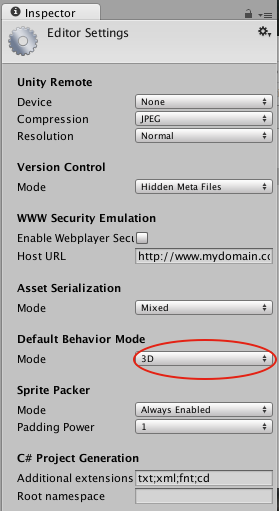 Inspector
Editor Settings
Unity Remote
Device None
Compression JPEG
Resolution Normal
Version Control
Mode Hidden Meta Files
WWW Security Emulation
Enable Webplayer Secu
Host URL http://www.mydomain.co
Asset Serialization
Mode Mixed
Default Behavior Mode
Mode 3D
Sprite Packer
Mode Always Enabled
Padding Power 1
C# Project Generation
Additional extensions txt;xml;fnt;cd
Root namespace